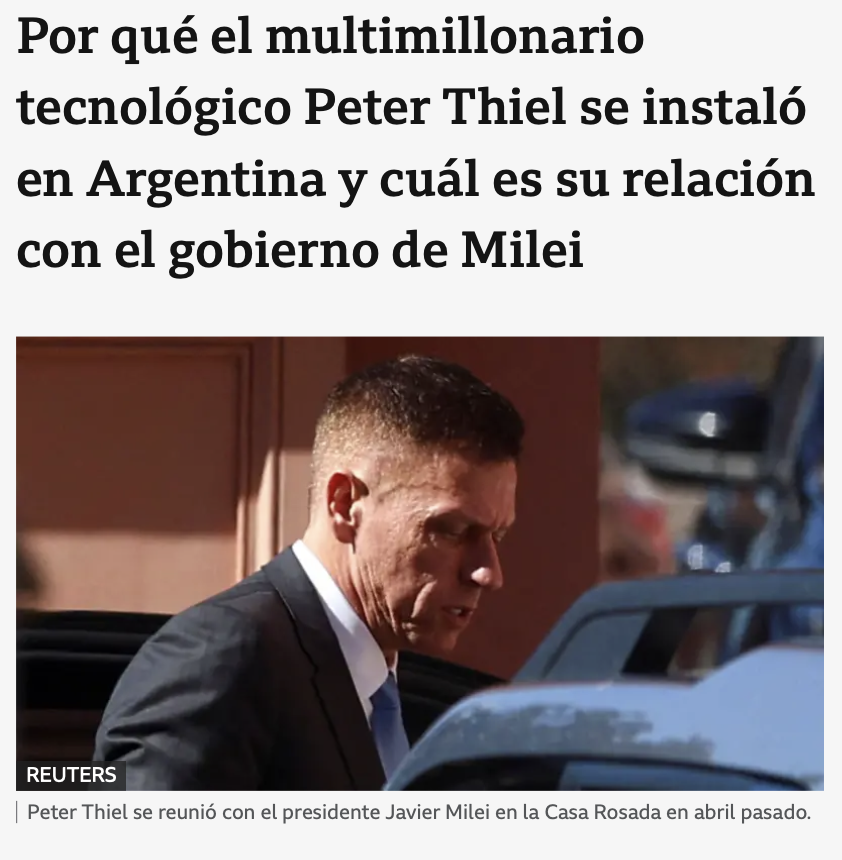 Por qué el multimillonario
tecnológico Peter Thiel se instaló
en Argentina y cuál es su relación
con el gobierno de Milei
REUTERS
Peter Thiel se reunió con el presidente Javier Milei en la Casa Rosada en abril pasado.